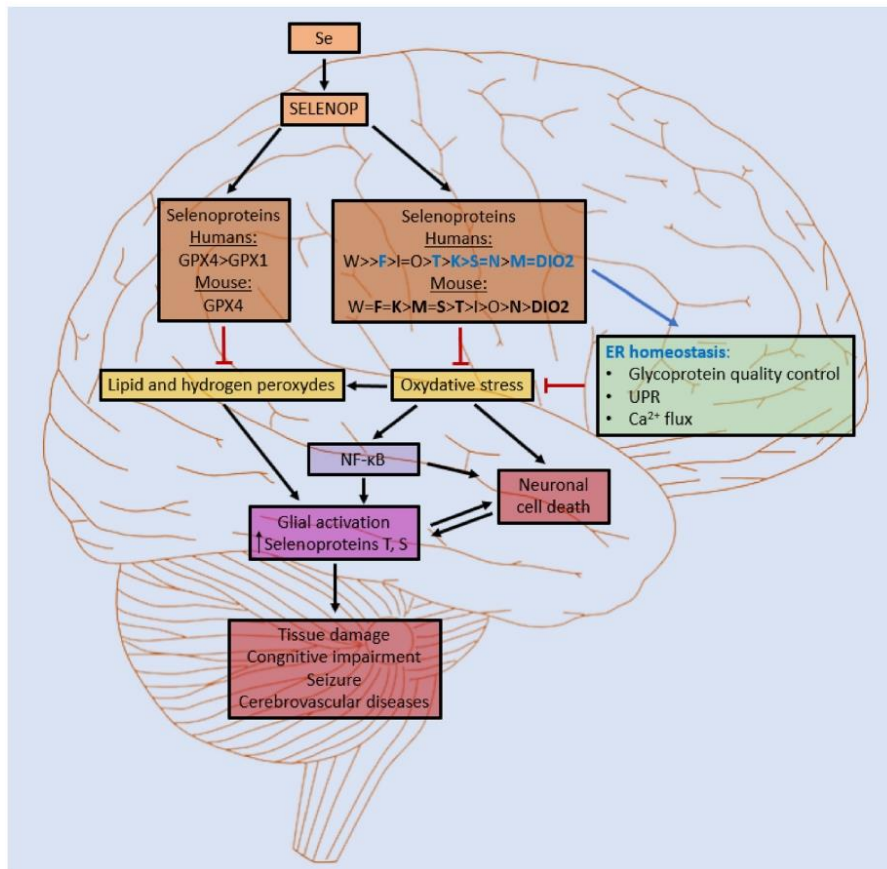 Se
SELENOP
Selenoproteins
Humans:
GPX4>GPX1
Mouse:
GPX4
Selenoproteins
Humans:
W>>F>I=O>T>K>S=N>M=DIO2
Mouse:
W=F=K>M=S>T>I>O>N>DIO2
ER homeostasis:
• Glycoprotein quality control
• UPR
• Ca²⁺ flux
Lipid and hydrogen peroxydes
Oxydative stress
NF-κB
Neuronal
cell death
Glial activation
↑Selenoproteins T, S
Tissue damage
Congnitive impairment
Seizure
Cerebrovascular diseases